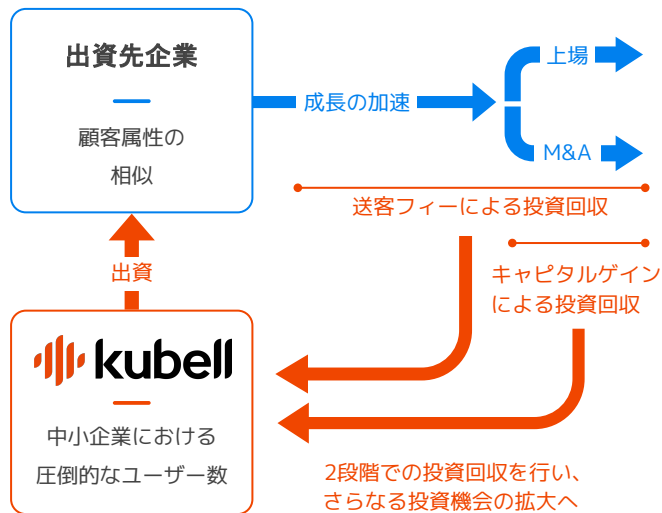 出資先企業
顧客属性の
相似
成長の加速
上場
M&A
送客フィーによる投資回収
キャピタルゲイン
による投資回収
出資
kubell
中小企業における
圧倒的なユーザー数
2段階での投資回収を行い、
さらなる投資機会の拡大へ